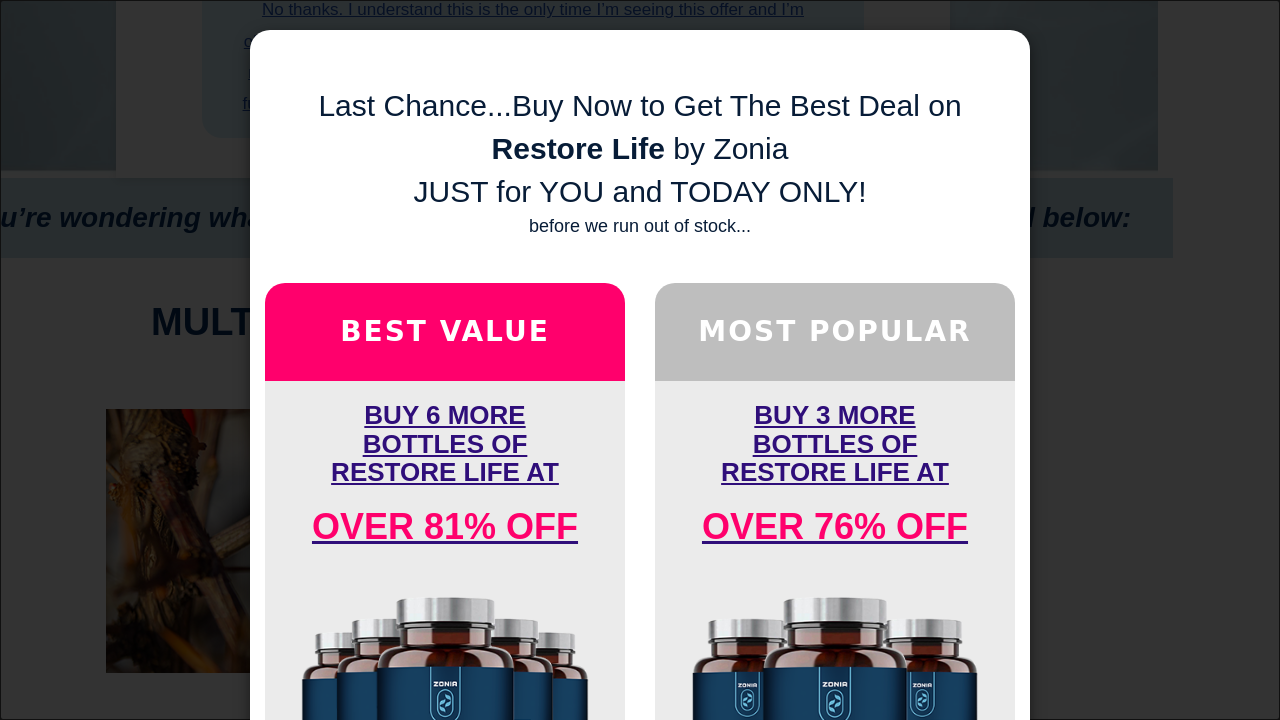 No thanks. I understand this is the only time I’m seeing this offer and I’m
Last Chance...Buy Now to Get The Best Deal on
Restore Life by Zonia
JUST for YOU and TODAY ONLY!
before we run out of stock...
u’re wondering wha
l below:
MULT
BEST VALUE
BUY 6 MORE
BOTTLES OF
RESTORE LIFE AT
OVER 81% OFF
ZONIA
MOST POPULAR
BUY 3 MORE
BOTTLES OF
RESTORE LIFE AT
OVER 76% OFF
ZONIA
ZONIA
ZONIA